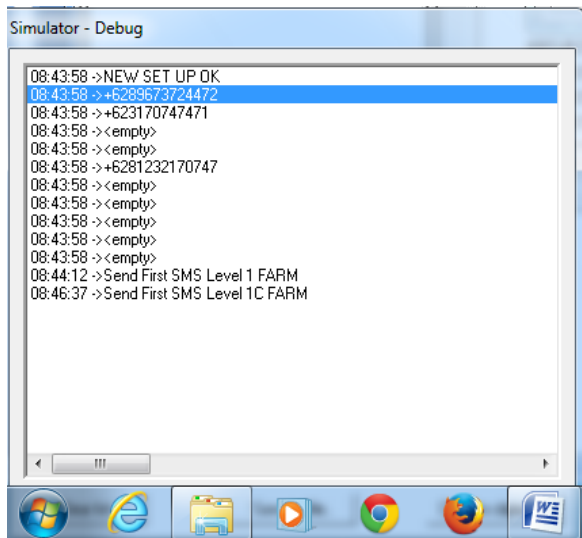 Simulator - Debug
08:43:58 ->NEW SET UP OK
08:43:58 ->+6289673724472
08:43:58 ->+623170747471
08:43:58 -><empty>
08:43:58 -><empty>
08:43:58 ->+6281232170747
08:43:58 -><empty>
08:43:58 -><empty>
08:43:58 -><empty>
08:43:58 -><empty>
08:43:58 -><empty>
08:44:12 ->Send First SMS Level 1 FARM
08:46:37 ->Send First SMS Level 1C FARM